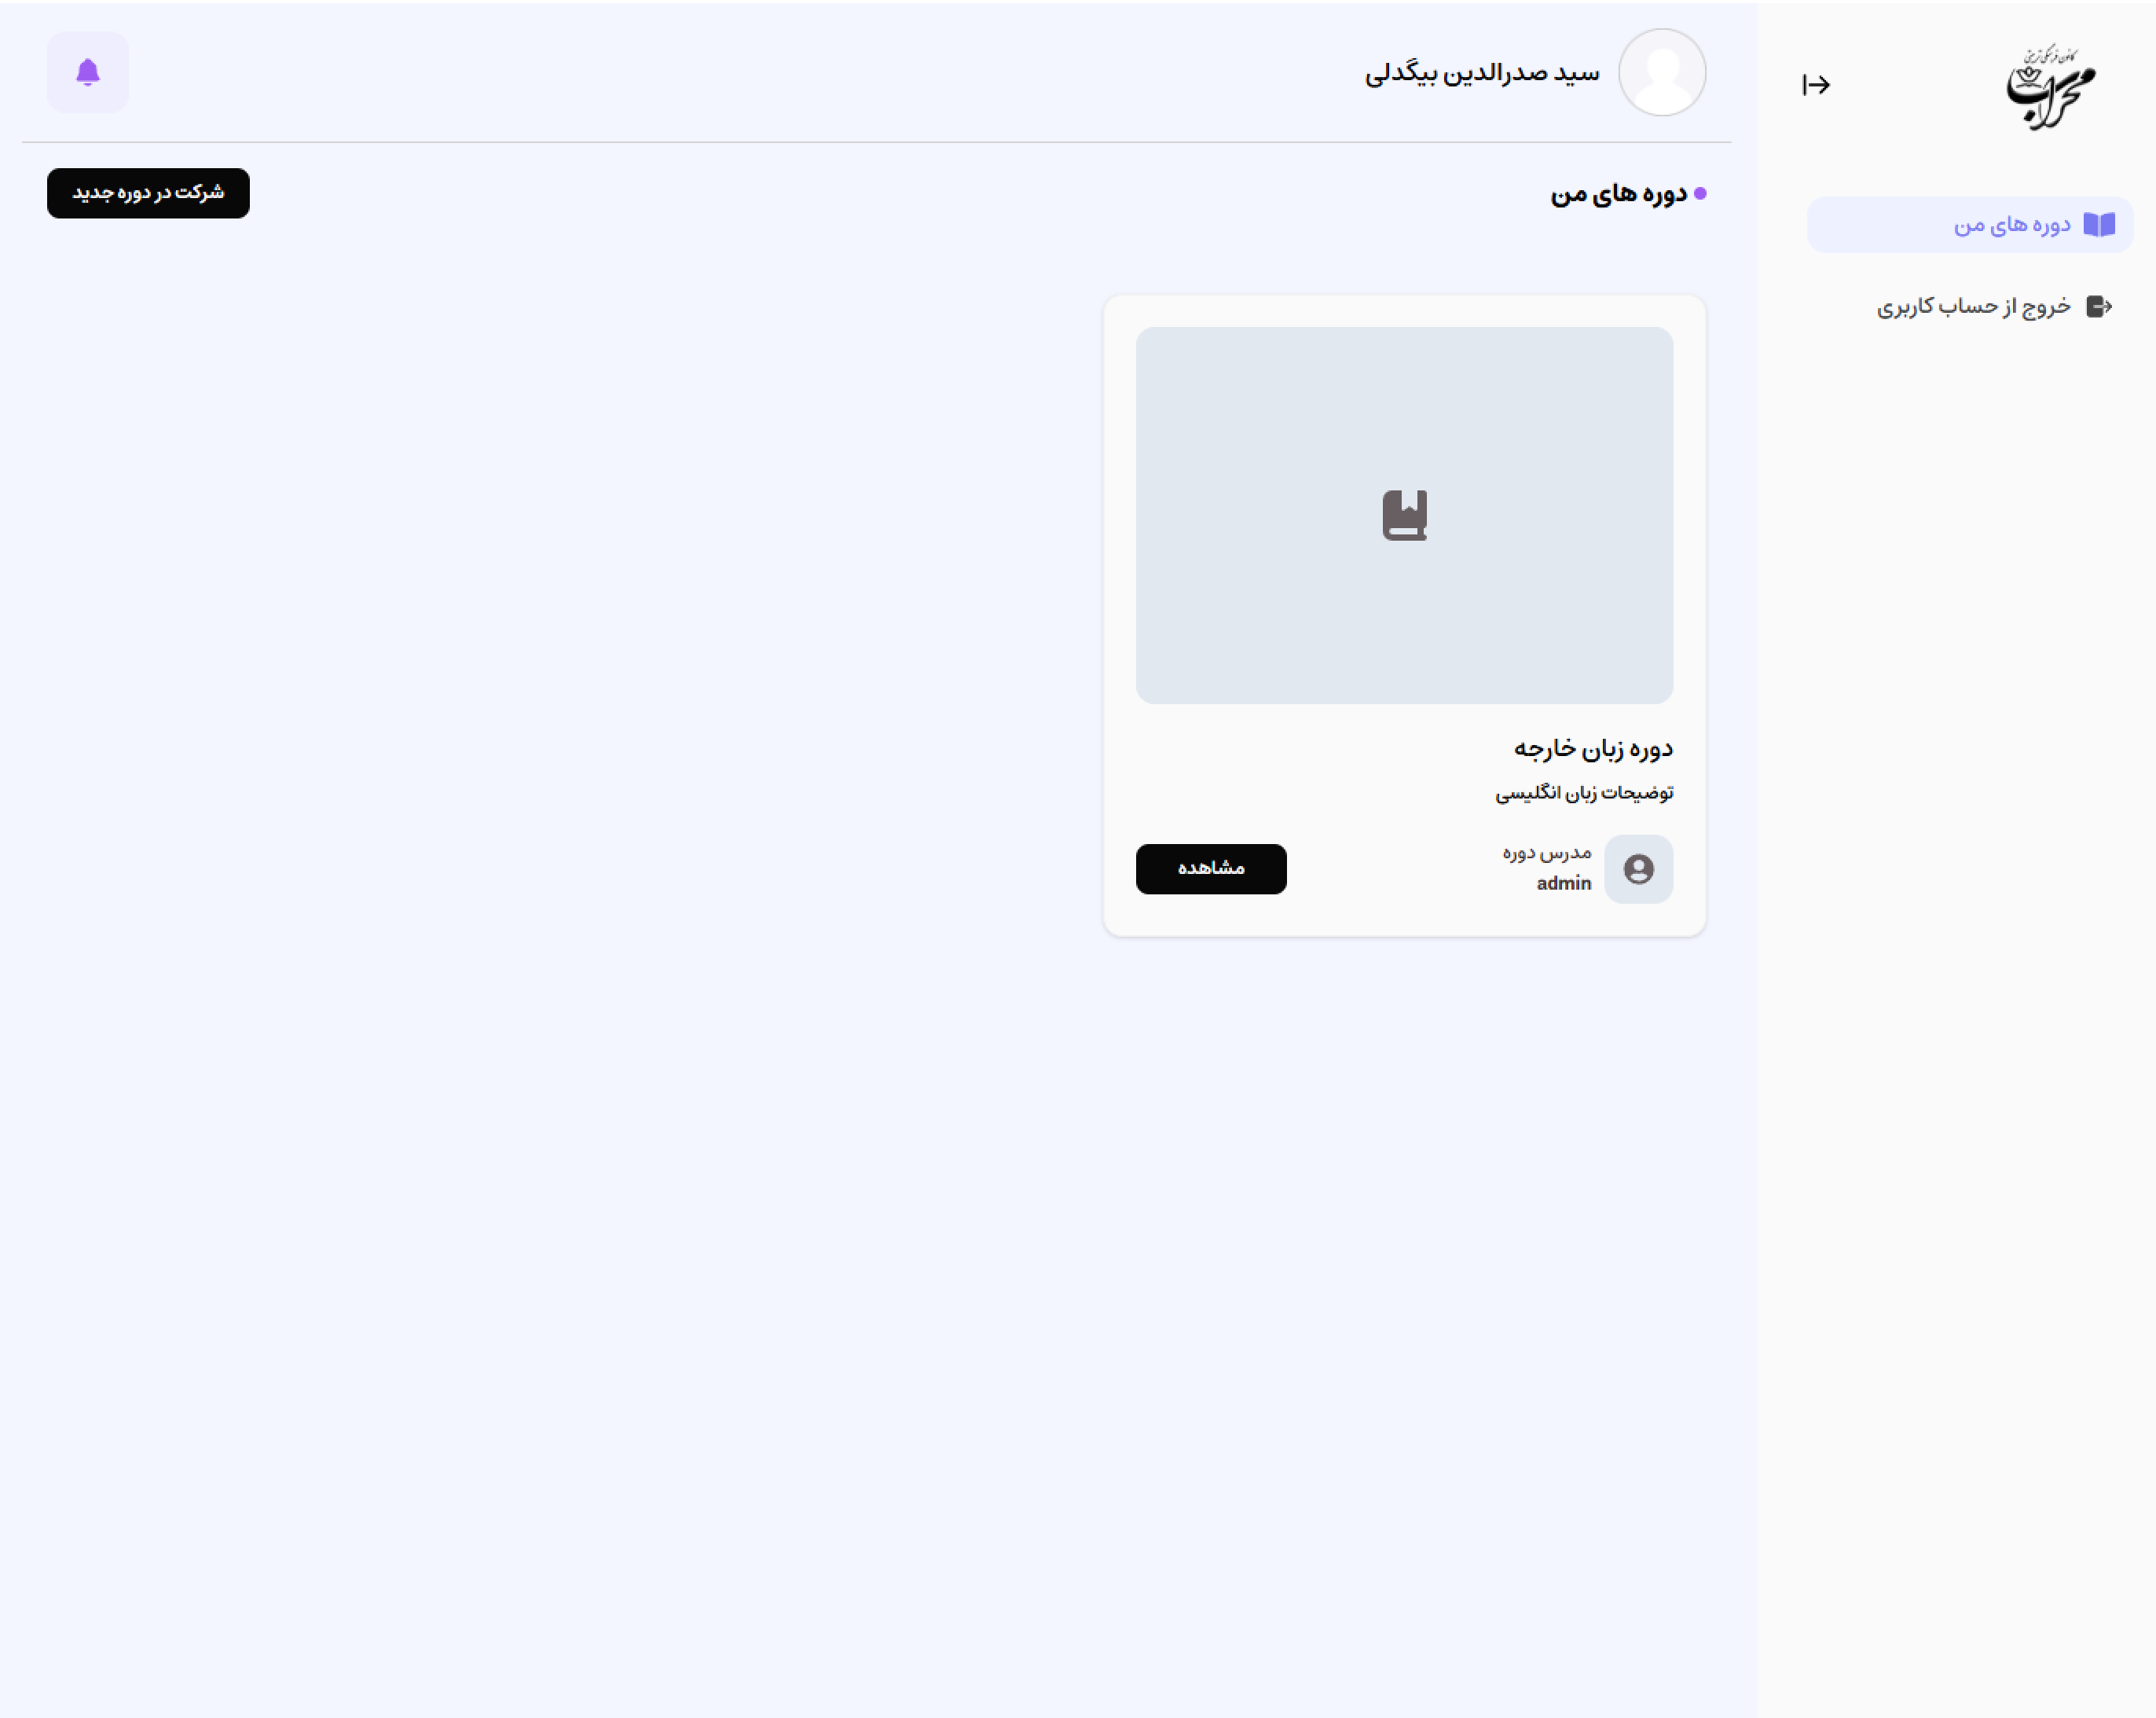 کانون فرهنگی تربیتی
محراب
دوره های من
خروج از حساب کاربری
سید صدرالدین بیگدلی
دوره های من
شرکت در دوره جدید
دوره زبان خارجه
توضیحات زبان انگلیسی
مدرس دوره
admin
مشاهده